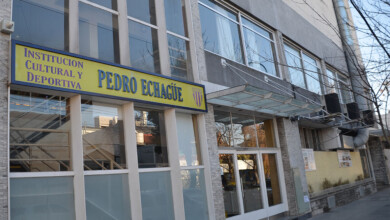 INSTITUCION
CULTURAL Y
DEPORTIVA
PEDRO ECHAGÜE